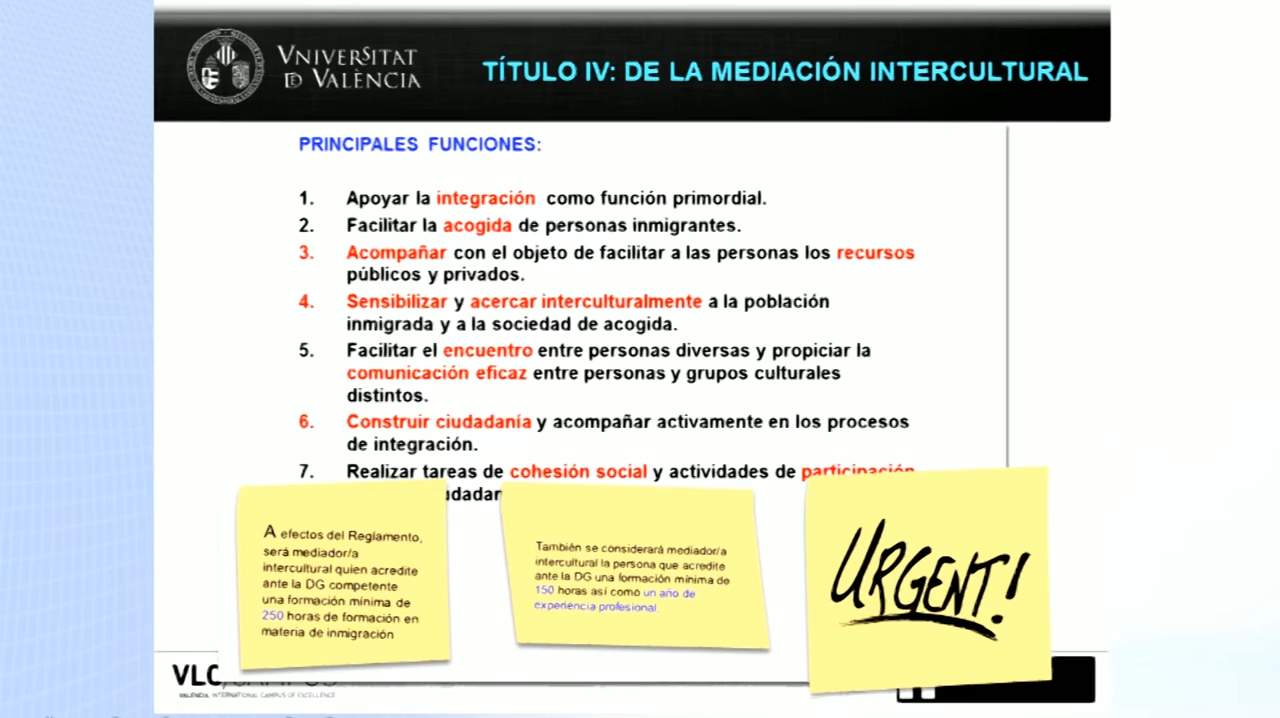 VNIVERSITAT
D VALÈNCIA
TÍTULO IV: DE LA MEDIACIÓN INTERCULTURAL
PRINCIPALES FUNCIONES:
1. Apoyar la integración como función primordial.
2. Facilitar la acogida de personas inmigrantes.
3. Acompañar con el objeto de facilitar a las personas los recursos
públicos y privados.
4. Sensibilizar y acercar interculturalmente a la población
inmigrada y a la sociedad de acogida.
5. Facilitar el encuentro entre personas diversas y propiciar la
comunicación eficaz entre personas y grupos culturales
distintos.
6. Construir ciudadanía y acompañar activamente en los procesos
de integración.
7. Realizar tareas de cohesión social y actividades de participación
A efectos del Reglamento,
será mediador/a
intercultural quien acredite
ante la DG competente
una formación mínima de
250 horas de formación en
materia de inmigración
También se considerará mediador/a
intercultural la persona que acredite
ante la DG una formación mínima de
150 horas así como un año de
experiencia profesional.
URGENT!
VLC
VALÈNCIA INTERNATIONAL CAMPUS OF EXCELLENCE